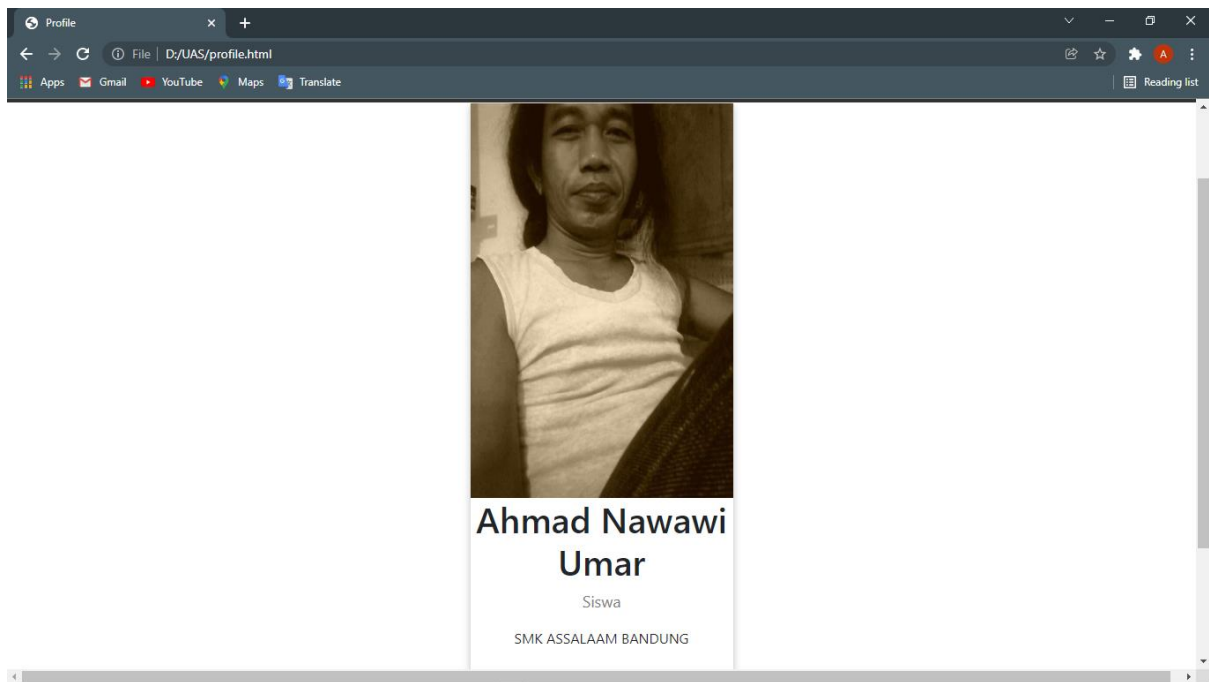 Profile
File | D:/UAS/profile.html
Apps Gmail YouTube Maps Translate Reading list
A
Ahmad Nawawi
Umar
Siswa
SMK ASSALAAM BANDUNG